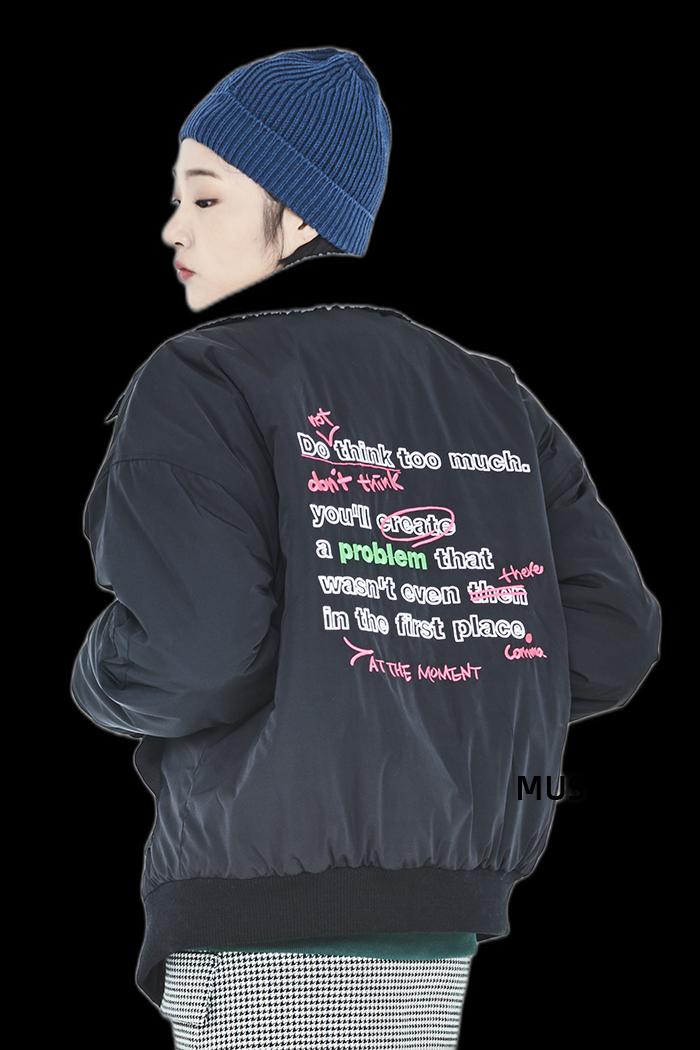 not
Do think too much.
don't think
you'll create
a problem that
there
wasn't even then
in the first place.
comma
AT THE MOMENT
MUS